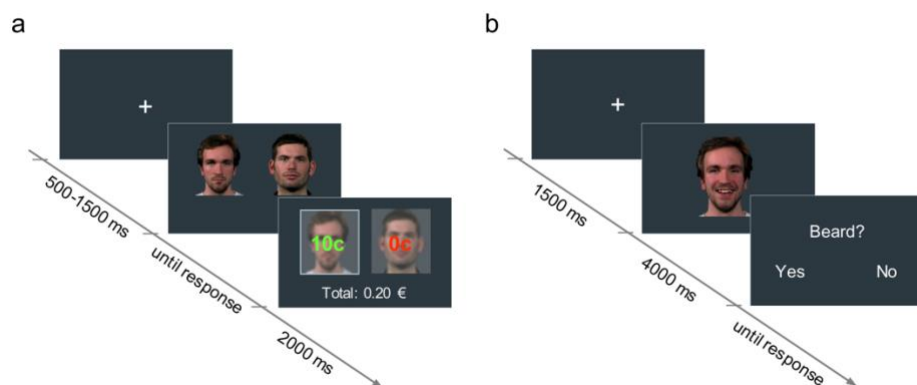 a
+
500-1500 ms
until response
10c
0c
Total: 0.20 €
2000 ms
b
+
1500 ms
4000 ms
Beard?
Yes No
until response